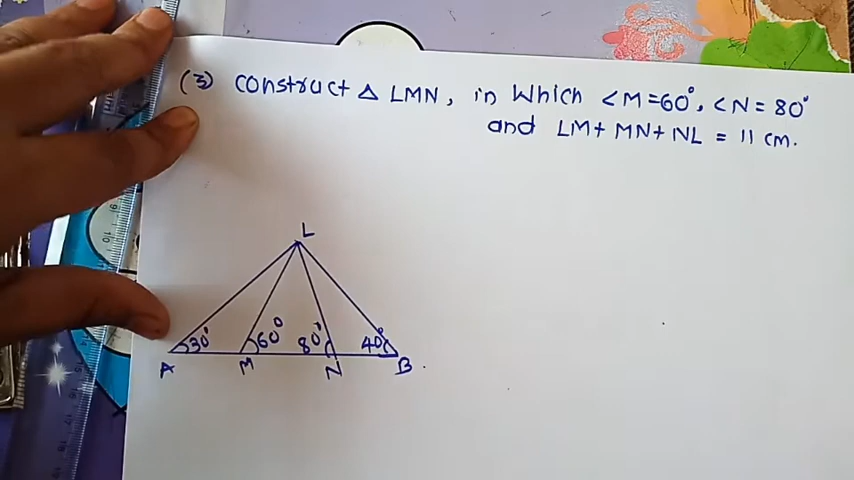 (3) Construct △ LMN, in Which <M=60°, <N = 80°
and LM+ MN+ NL = 11 cm.
L
30° 60° 80° 40°
A M N B